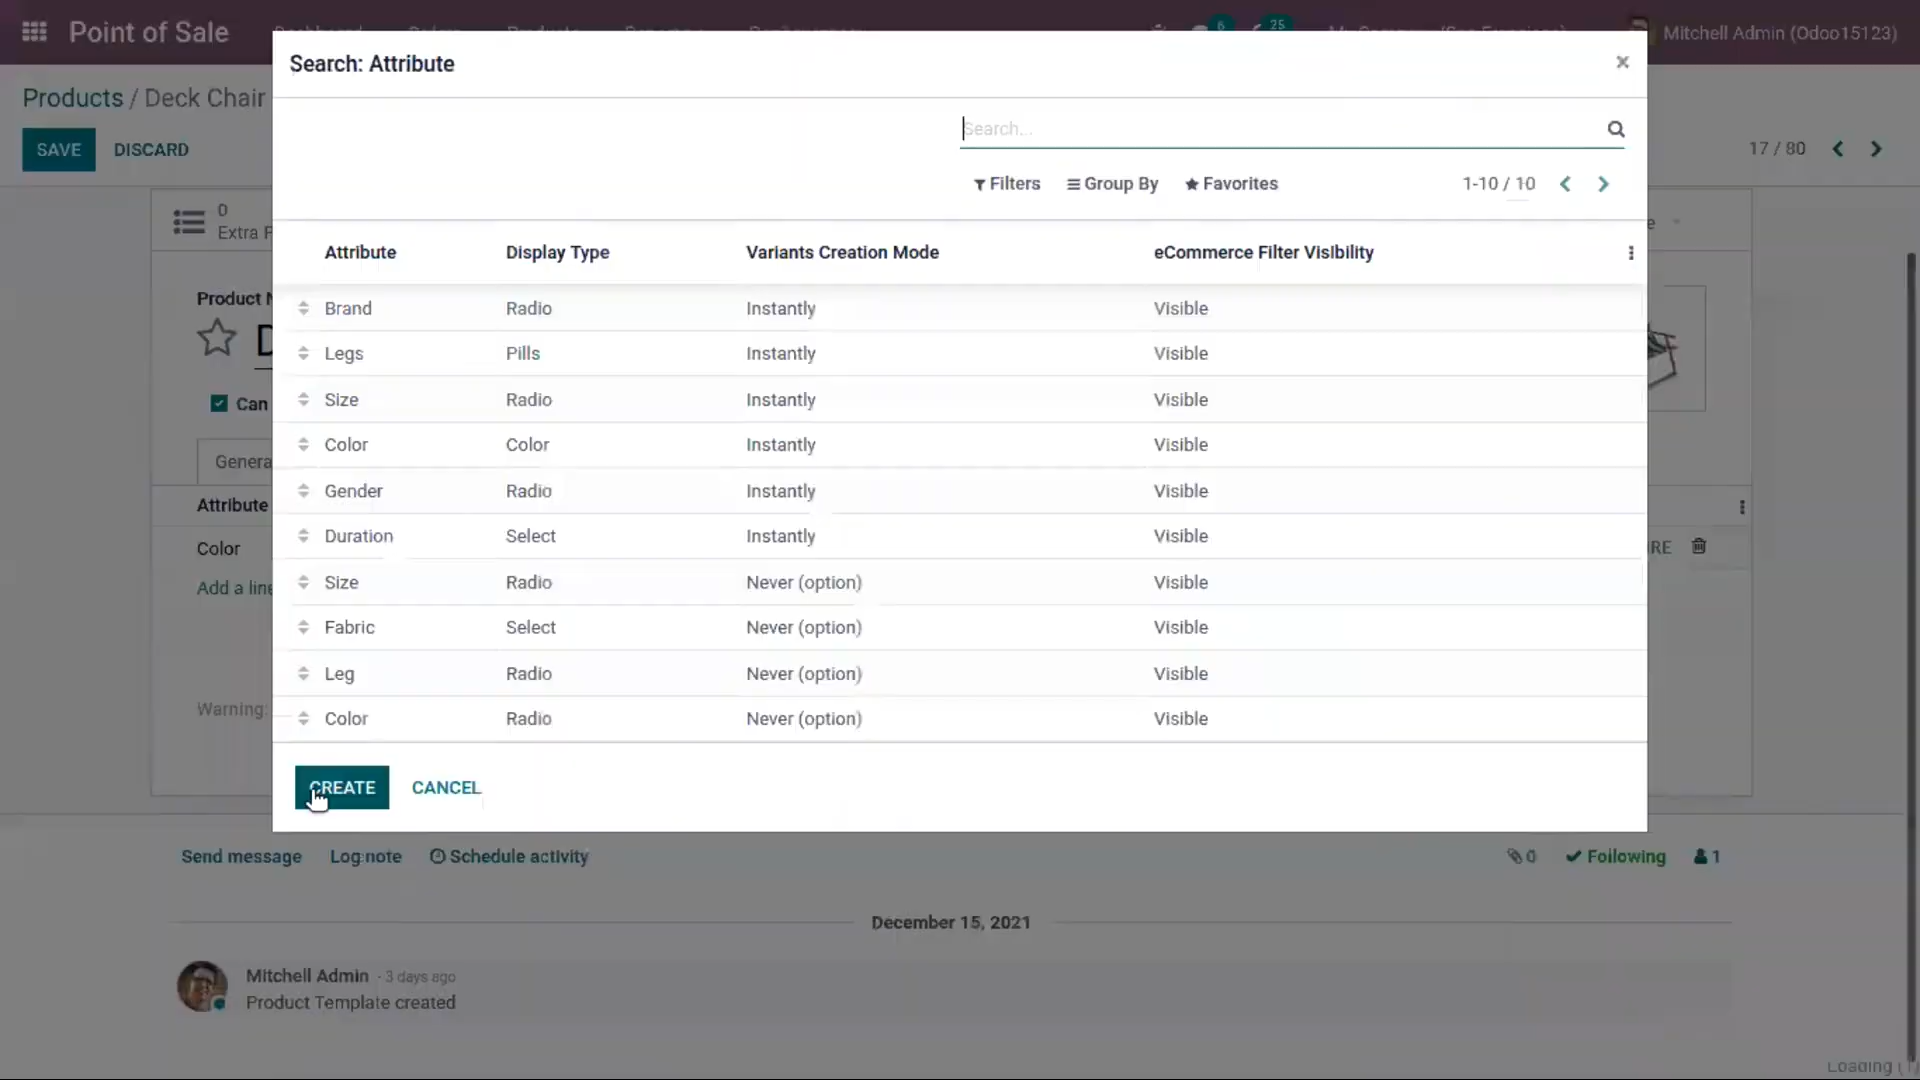 Point of Sale
6
25
Mitchell Admin (Odoo15123)
Search: Attribute
×
Products / Deck Chair
SAVE
DISCARD
Search...
17 / 80
Filters
Group By
Favorites
1-10 / 10
0
Extra P
Attribute
Display Type
Variants Creation Mode
eCommerce Filter Visibility
Product N
Brand
Radio
Instantly
Visible
Legs
Pills
Instantly
Visible
Size
Radio
Instantly
Visible
Can
Color
Color
Instantly
Visible
Genera
Gender
Radio
Instantly
Visible
Attribute
Duration
Select
Instantly
Visible
Color
Add a line
Size
Radio
Never (option)
Visible
Fabric
Select
Never (option)
Visible
Leg
Radio
Never (option)
Visible
Warning:
Color
Radio
Never (option)
Visible
CREATE
CANCEL
Send message
Log note
Schedule activity
0
Following
1
December 15, 2021
Mitchell Admin - 3 days ago
Product Template created